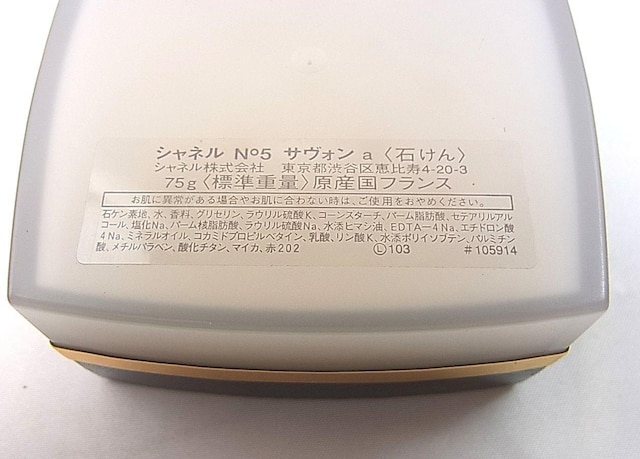 シャネル Nº5 サヴォン a〈石けん〉
シャネル株式会社 東京都渋谷区恵比寿4-20-3
75g〈標準重量〉原産国フランス
お肌に異常がある場合やお肌に合わない時は、ご使用をおやめください。
石ケン素地、水、香料、グリセリン、ラウリル硫酸K、コーンスターチ、パーム脂肪酸、セテアリルアル
コール、塩化Na、パーム核脂肪酸、ラウリル硫酸Na、水添ヒマシ油、EDTA-4Na、エチドロン酸
4Na、ミネラルオイル、コカミドプロピルベタイン、乳酸、リン酸K、水添ポリイソブテン、パルミチン
酸、メチルパラベン、酸化チタン、マイカ、赤202 Ⓛ103 #105914